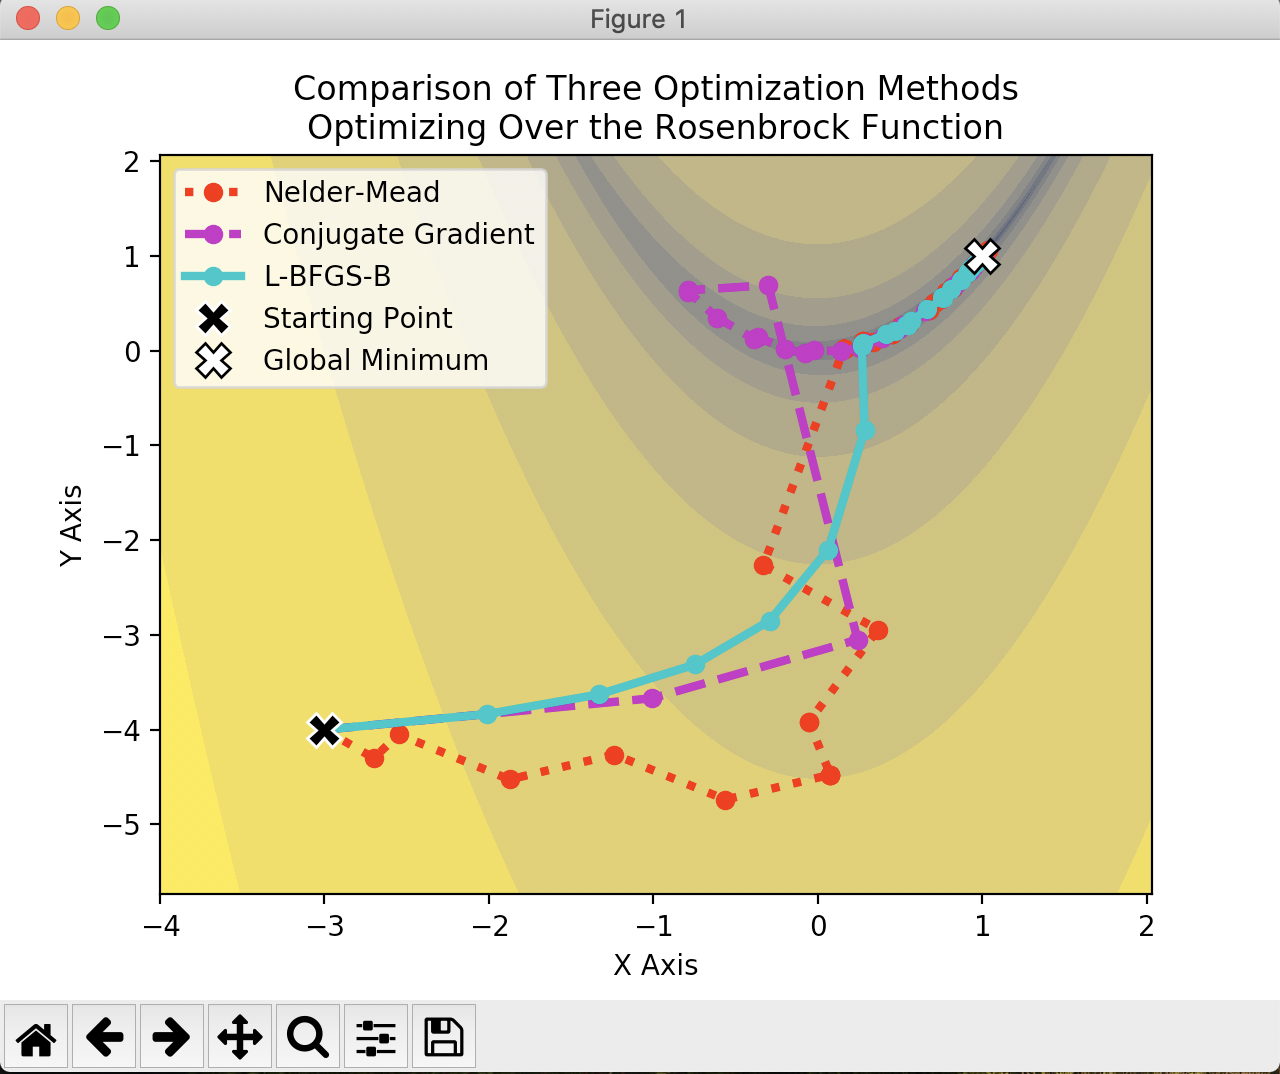 Figure 1
Comparison of Three Optimization Methods
Optimizing Over the Rosenbrock Function
Nelder-Mead
Conjugate Gradient
L-BFGS-B
Starting Point
Global Minimum
Y Axis
2
1
0
−1
−2
−3
−4
−5
−4 −3 −2 −1 0 1 2
X Axis